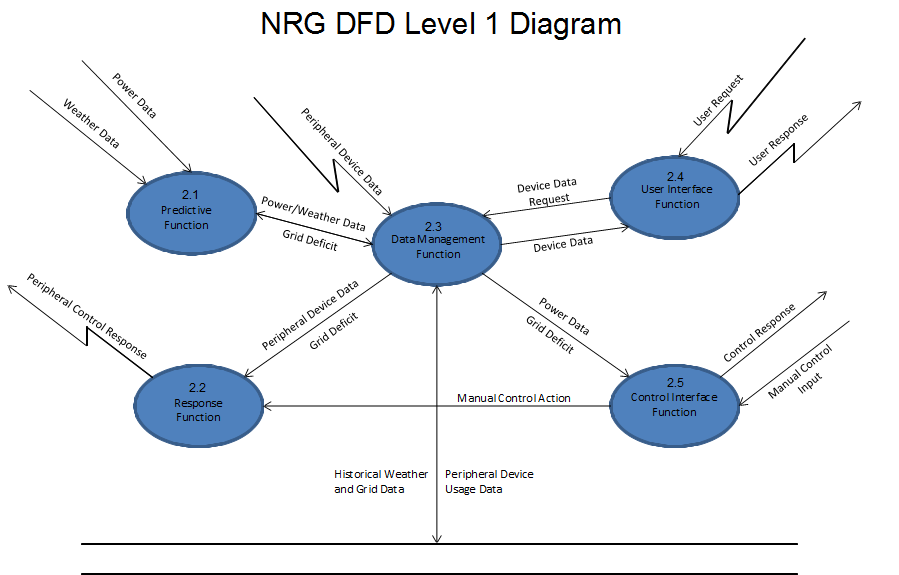 NRG DFD Level 1 Diagram
Power Data
Weather Data
Peripheral Device Data
User Request
User Response
2.1
Predictive
Function
Power/Weather Data
Grid Deficit
2.3
Data Management
Function
Device Data
Request
Device Data
2.4
User Interface
Function
Peripheral Control Response
Peripheral Device Data
Grid Deficit
Power Data
Grid Deficit
Control Response
Manual Control
Input
2.2
Response
Function
Manual Control Action
2.5
Control Interface
Function
Historical Weather
and Grid Data
Peripheral Device
Usage Data